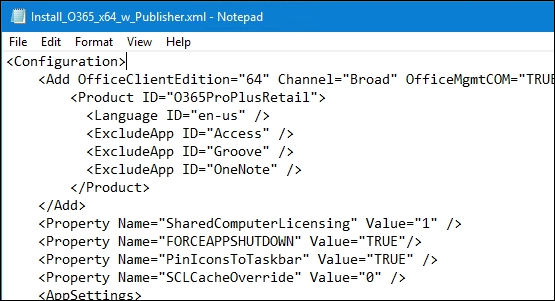 Install_O365_x64_w_Publisher.xml - Notepad
File Edit Format View Help
<Configuration>
<Add OfficeClientEdition="64" Channel="Broad" OfficeMgmtCOM="TRUE
<Product ID="O365ProPlusRetail">
<Language ID="en-us" />
<ExcludeApp ID="Access" />
<ExcludeApp ID="Groove" />
<ExcludeApp ID="OneNote" />
</Product>
</Add>
<Property Name="SharedComputerLicensing" Value="1" />
<Property Name="FORCEAPPSHUTDOWN" Value="TRUE"/>
<Property Name="PinIconsToTaskbar" Value="TRUE" />
<Property Name="SCLCacheOverride" Value="0" />
<AppSettings>